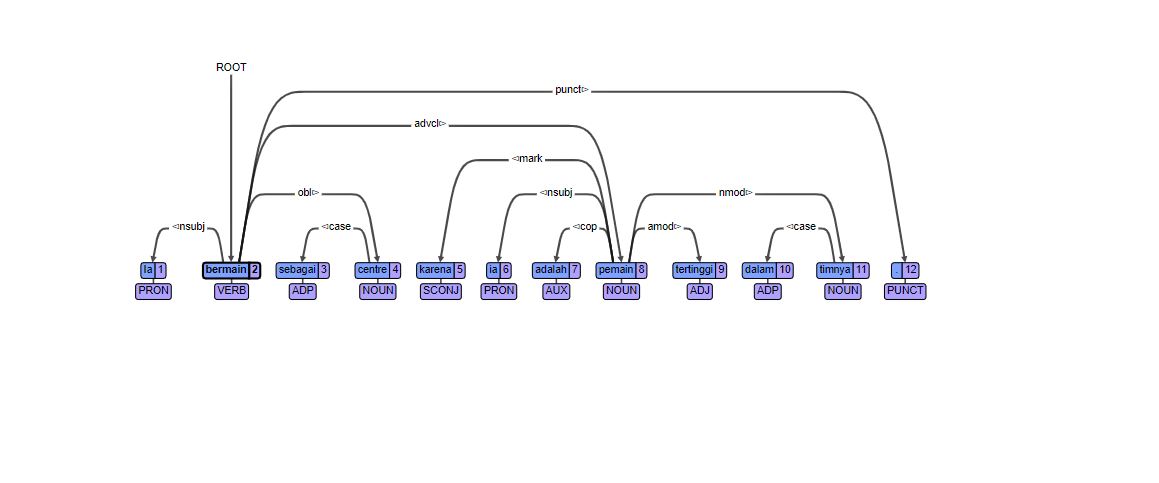 ROOT
punct▻
advcl▻
◅mark
obl▻ ◅nsubj nmod▻
◅nsubj ◅case ◅cop amod▻ ◅case
Ia 1 bermain 2 sebagai 3 centre 4 karena 5 ia 6 adalah 7 pemain 8 tertinggi 9 dalam 10 timnya 11 . 12
PRON VERB ADP NOUN SCONJ PRON AUX NOUN ADJ ADP NOUN PUNCT